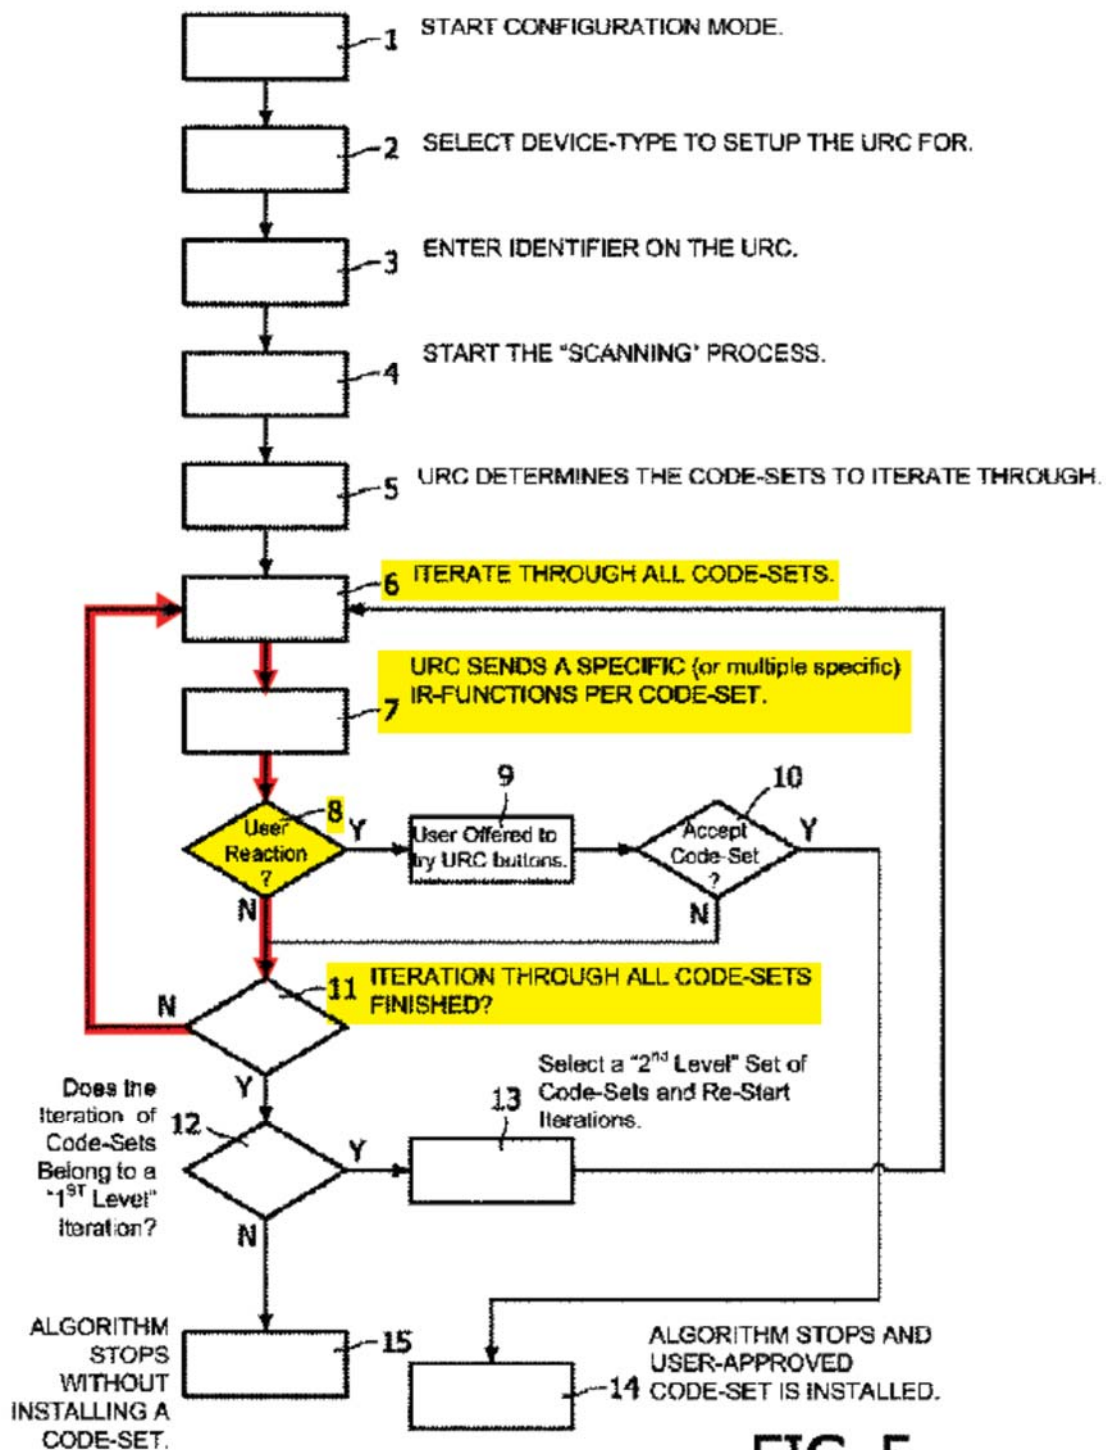 1 START CONFIGURATION MODE.
2 SELECT DEVICE-TYPE TO SETUP THE URC FOR.
3 ENTER IDENTIFIER ON THE URC.
4 START THE "SCANNING" PROCESS.
5 URC DETERMINES THE CODE-SETS TO ITERATE THROUGH.
6 ITERATE THROUGH ALL CODE-SETS.
URC SENDS A SPECIFIC (or multiple specific)
7 IR-FUNCTIONS PER CODE-SET.
8
User
Reaction
?
Y
N
9
User Offered to
try URC buttons.
10
Accept
Code-Set
?
Y
N
11 ITERATION THROUGH ALL CODE-SETS
FINISHED?
N
Y
Does the
Iteration of
Code-Sets
Belong to a
"1ST Level"
Iteration?
12
Y
N
13
Select a "2nd Level" Set of
Code-Sets and Re-Start
Iterations.
ALGORITHM
STOPS
WITHOUT
INSTALLING A
CODE-SET.
15
14
ALGORITHM STOPS AND
USER-APPROVED
CODE-SET IS INSTALLED.